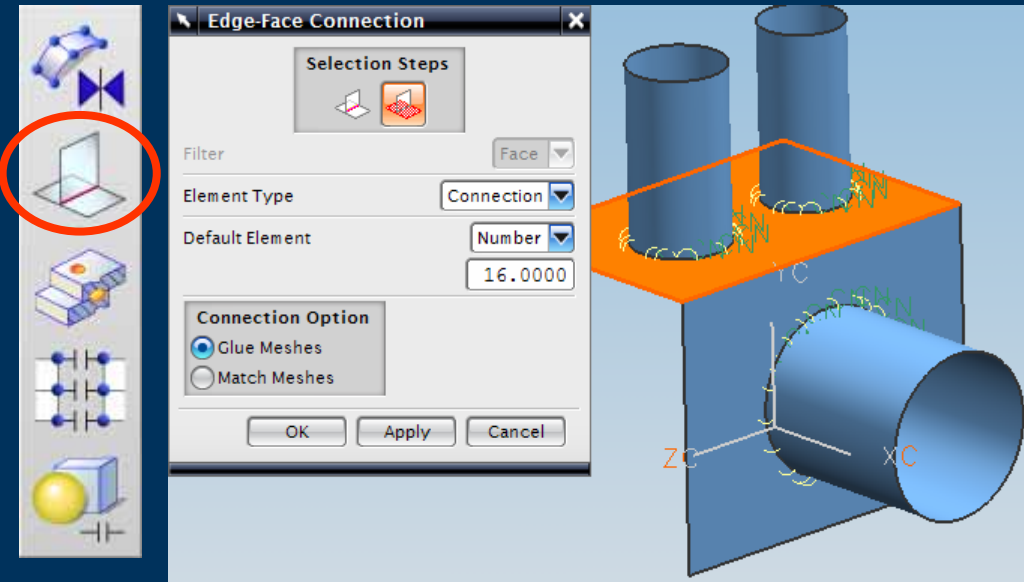 Edge-Face Connection
Selection Steps
Filter
Face
Element Type
Connection
Default Element
Number
16.0000
Connection Option
Glue Meshes
Match Meshes
OK
Apply
Cancel
YC
ZC
XC